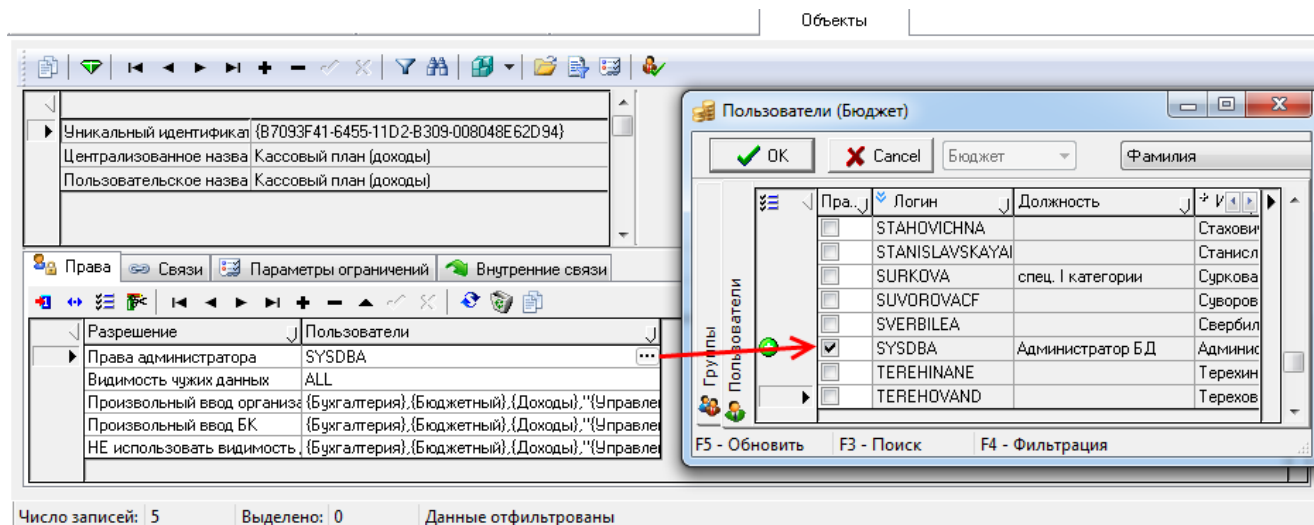 Объекты
Уникальный идентификат {B7093F41-6455-11D2-B309-008048E62D94}
Централизованное назва Кассовый план (доходы)
Пользовательское назва Кассовый план (доходы)
Права Связи Параметры ограничений Внутренние связи
Разрешение Пользователи
Права администратора SYSDBA ...
Видимость чужих данных ALL
Произвольный ввод организа {Бухгалтерия},{Бюджетный},{Доходы},"{Управле
Произвольный ввод БК {Бухгалтерия},{Бюджетный},{Доходы},"{Управле
НЕ использовать видимость {Бухгалтерия},{Бюджетный},{Доходы},"{Управле
Число записей: 5 Выделено: 0 Данные отфильтрованы
Пользователи (Бюджет)
OK Cancel Бюджет Фамилия
Группы
Пользователи
Пра... Логин Должность И
STAHOVICHNA Стахович
STANISLAVSKAYAI Станисл
SURKOVA спец. I категории Суркова
SUVOROVACF Суворов
SVERBILEA Свербил
SYSDBA Администратор БД Админис
TEREHINANE Терехин
TEREHOVAND Терехов
F5 - Обновить F3 - Поиск F4 - Фильтрация